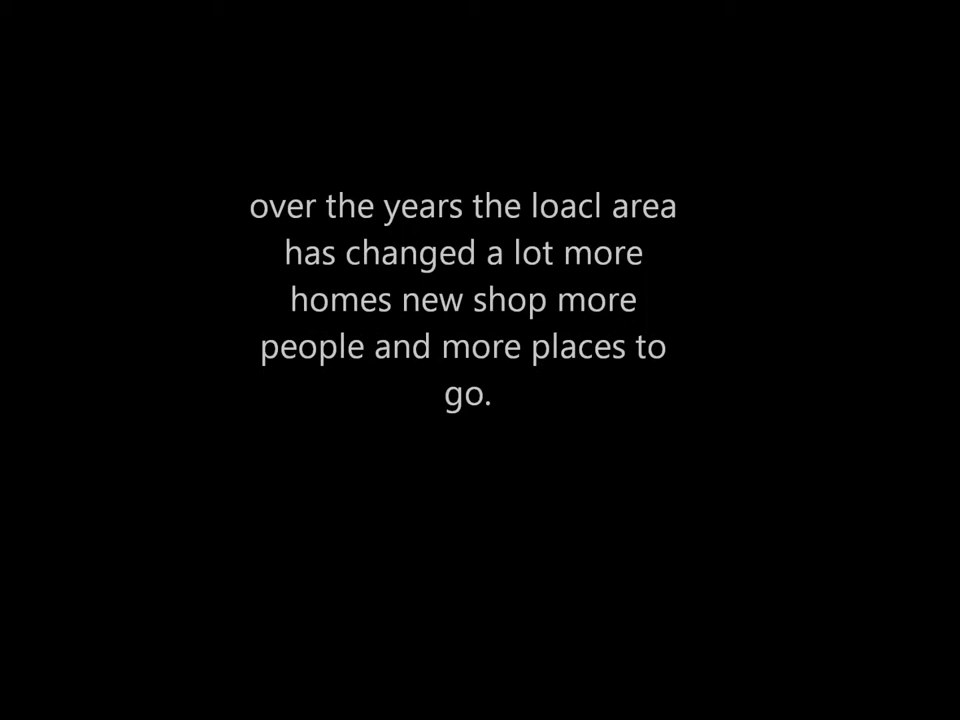 over the years the loacl area
has changed a lot more
homes new shop more
people and more places to
go.